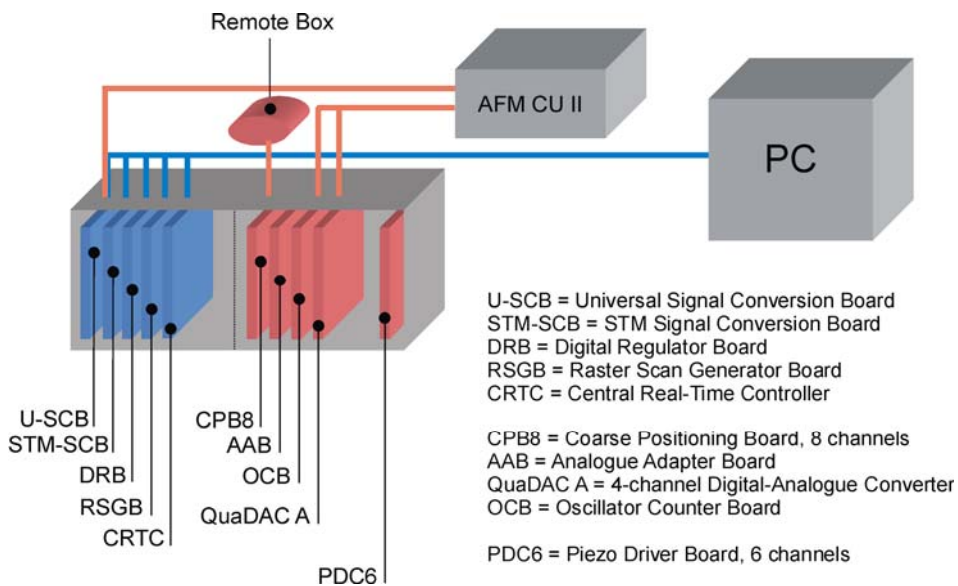 Remote Box
AFM CU II
PC
U-SCB
STM-SCB
DRB
RSGB
CRTC
CPB8
AAB
OCB
QuaDAC A
PDC6
U-SCB = Universal Signal Conversion Board
STM-SCB = STM Signal Conversion Board
DRB = Digital Regulator Board
RSGB = Raster Scan Generator Board
CRTC = Central Real-Time Controller
CPB8 = Coarse Positioning Board, 8 channels
AAB = Analogue Adapter Board
QuaDAC A = 4-channel Digital-Analogue Converter
OCB = Oscillator Counter Board
PDC6 = Piezo Driver Board, 6 channels